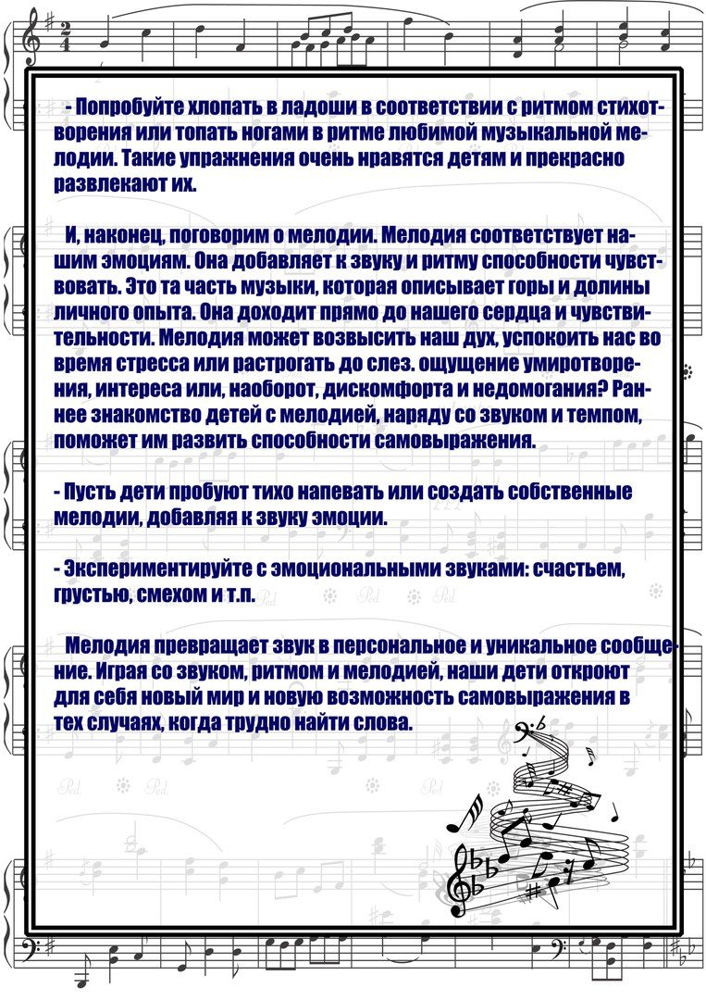 - Попробуйте хлопать в ладоши в соответствии с ритмом стихот-
ворения или топать ногами в ритме любимой музыкальной ме-
лодии. Такие упражнения очень нравятся детям и прекрасно
развлекают их.
И, наконец, поговорим о мелодии. Мелодия соответствует на-
шим эмоциям. Она добавляет к звуку и ритму способности чувст-
вовать. Это та часть музыки, которая описывает горы и долины
личного опыта. Она доходит прямо до нашего сердца и чувстви-
тельности. Мелодия может возвысить наш дух, успокоить нас во
время стресса или растрогать до слез. ощущение умиротворе-
ния, интереса или, наоборот, дискомфорта и недомогания? Ран-
нее знакомство детей с мелодией, наряду со звуком и темпом,
поможет им развить способности самовыражения.
- Пусть дети пробуют тихо напевать или создать собственные
мелодии, добавляя к звуку эмоции.
- Экспериментируйте с эмоциональными звуками: счастьем,
грустью, смехом и т.п.
Мелодия превращает звук в персональное и уникальное сообще-
ние. Играя со звуком, ритмом и мелодией, наши дети откроют
для себя новый мир и новую возможность самовыражения в
тех случаях, когда трудно найти слова.